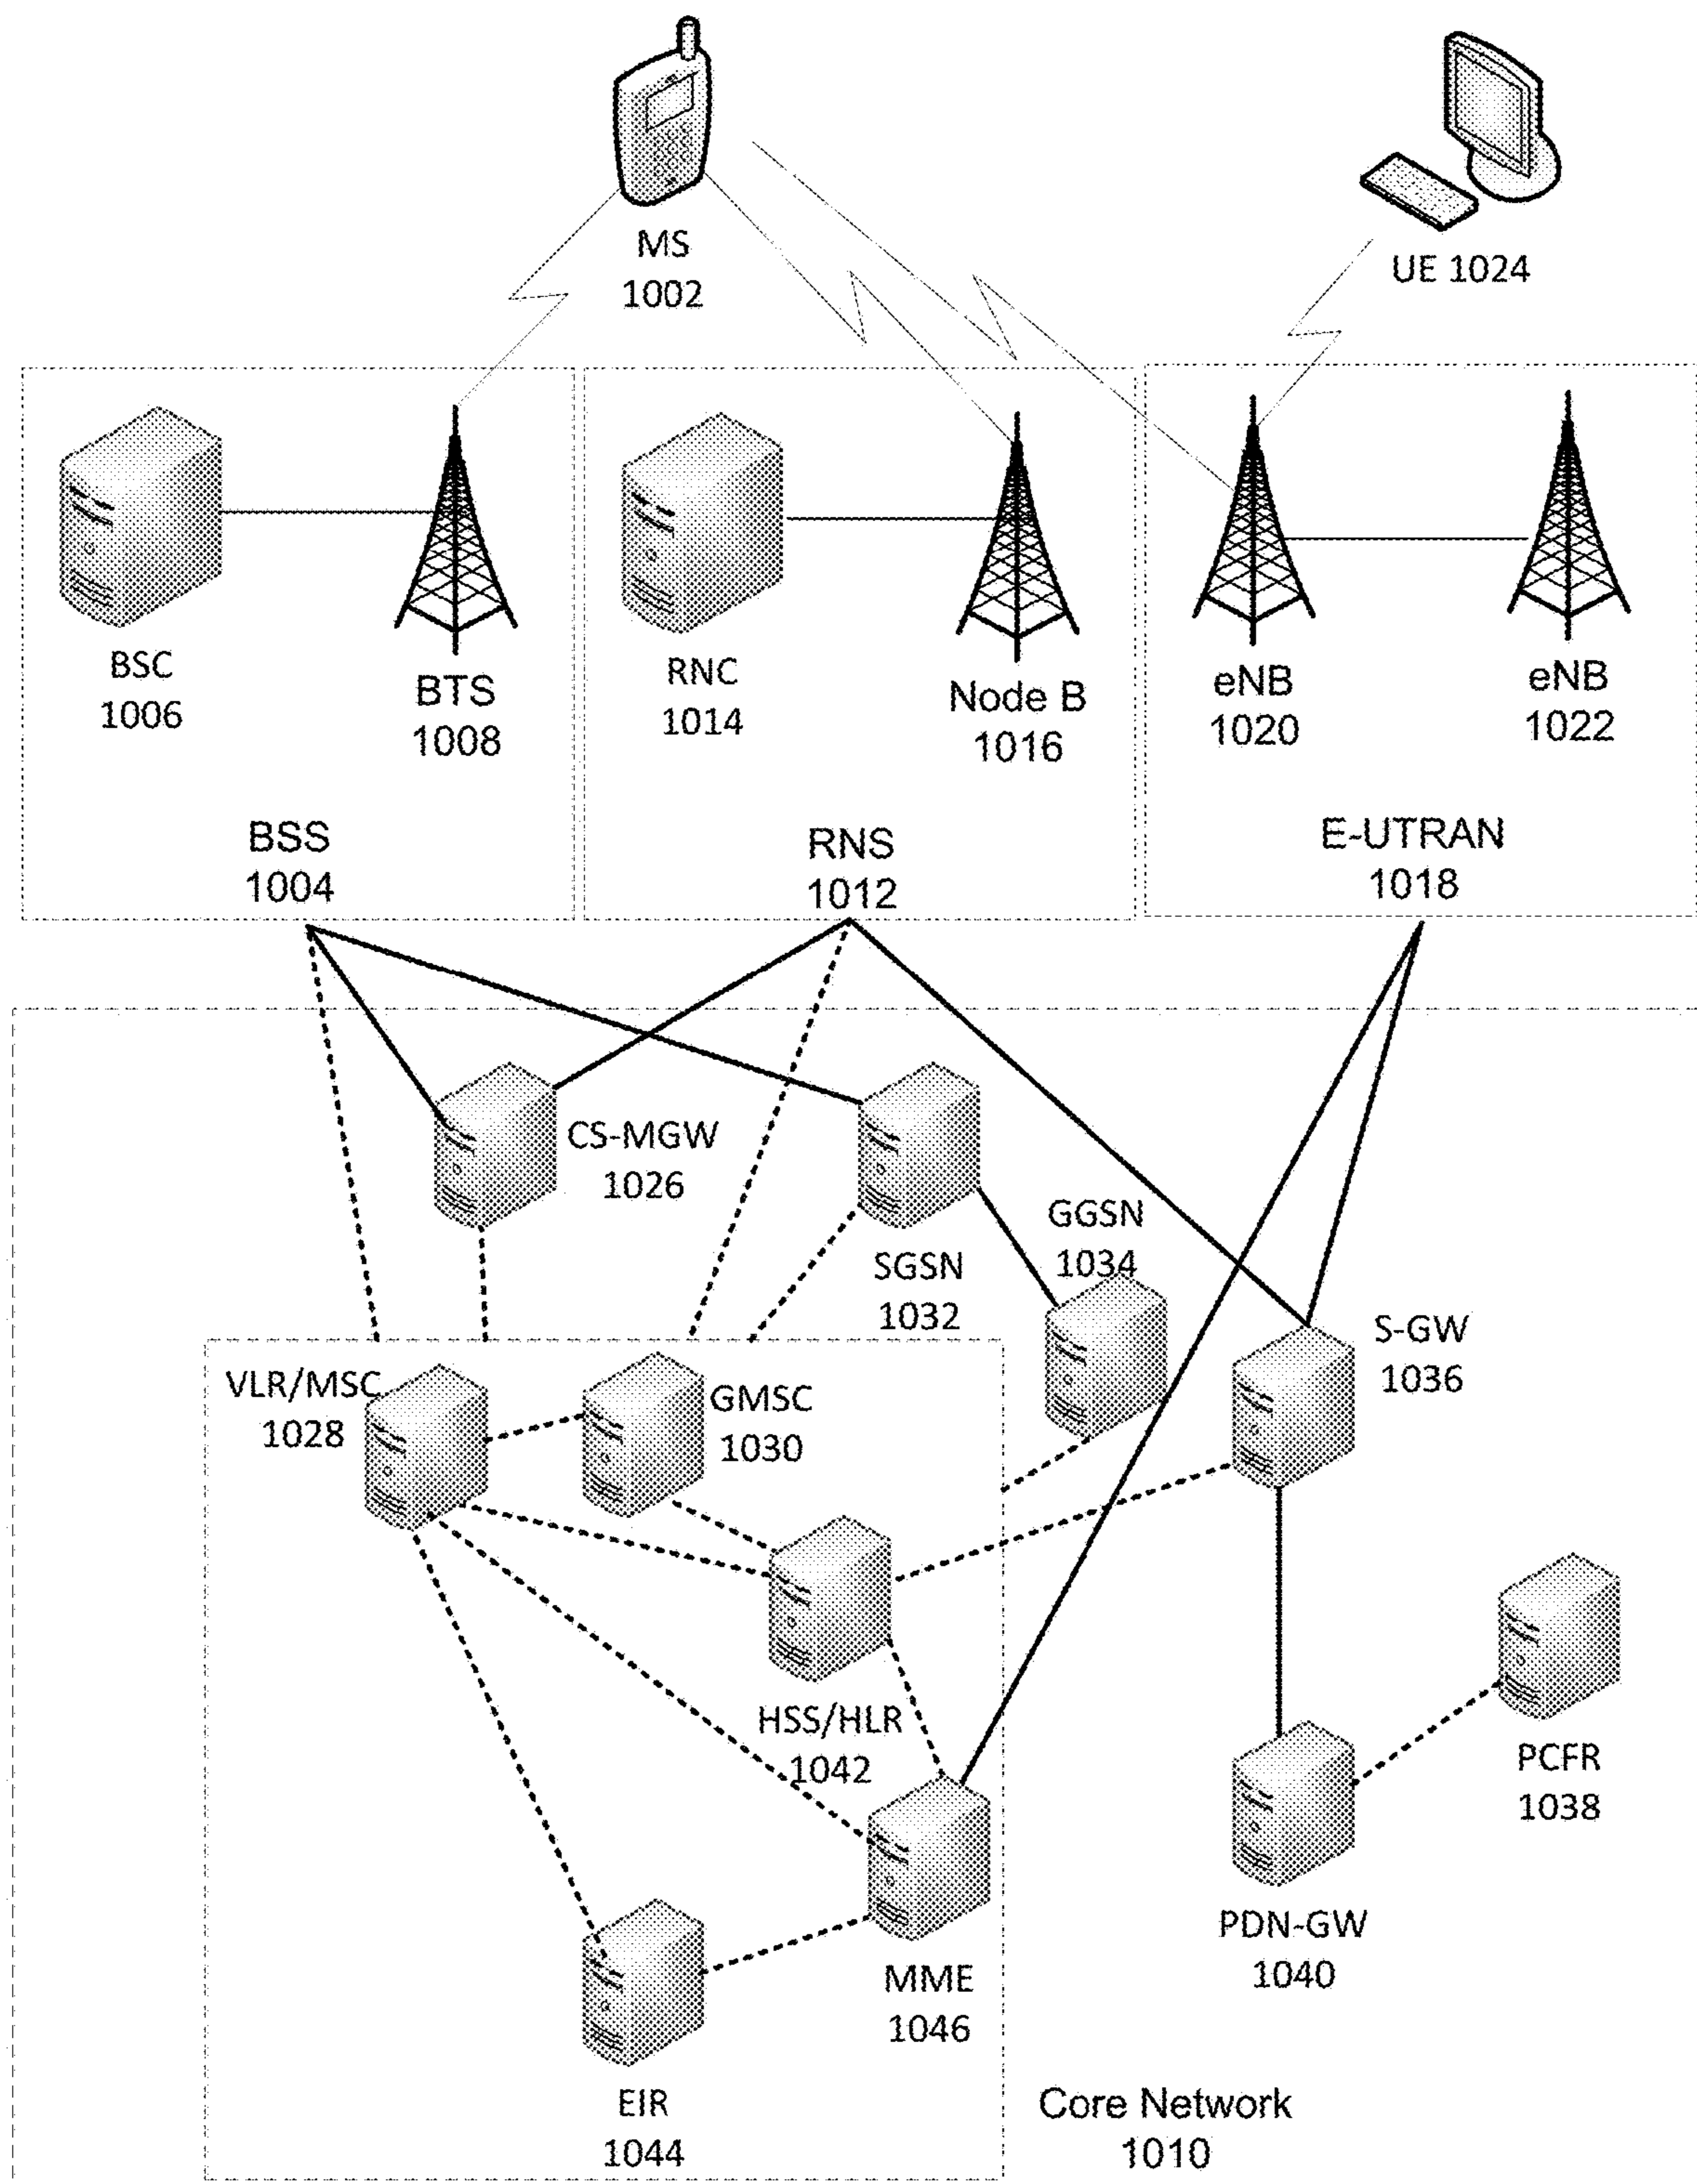 MS
1002
UE 1024
BSC
1006
BTS
1008
RNC
1014
Node B
1016
eNB
1020
eNB
1022
BSS
1004
RNS
1012
E-UTRAN
1018
CS-MGW
1026
SGSN
1032
GGSN
1034
S-GW
1036
VLR/MSC
1028
GMSC
1030
HSS/HLR
1042
PCFR
1038
PDN-GW
1040
MME
1046
EIR
1044
Core Network
1010